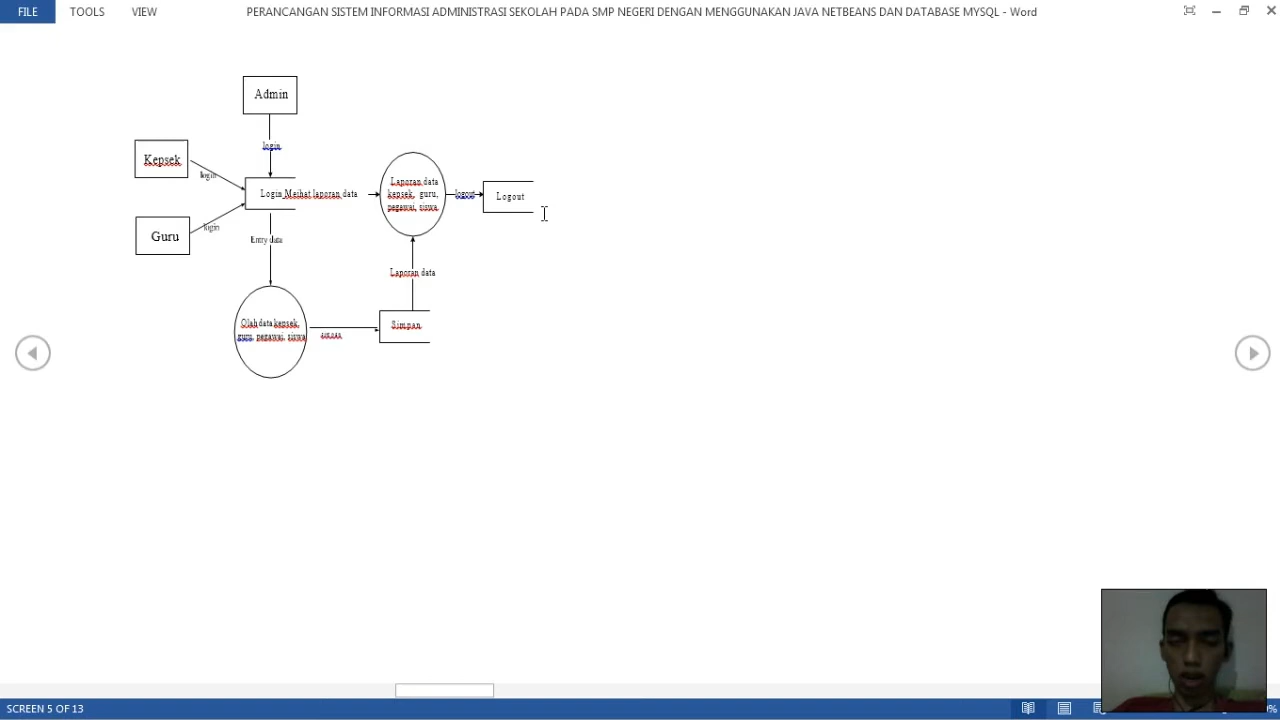 FILE TOOLS VIEW PERANCANGAN SISTEM INFORMASI ADMINISTRASI SEKOLAH PADA SMP NEGERI DENGAN MENGGUNAKAN JAVA NETBEANS DAN DATABASE MYSQL - Word
Admin
login
Kepsek
login
Login Meihat laporan data
Laporan data
kepsek, guru,
pegawai, siswa
logout
Logout
Guru
login
Entry data
Laporan data
Olah data kepsek,
guru, pegawai, siswa
simpan
Simpan
SCREEN 5 OF 13